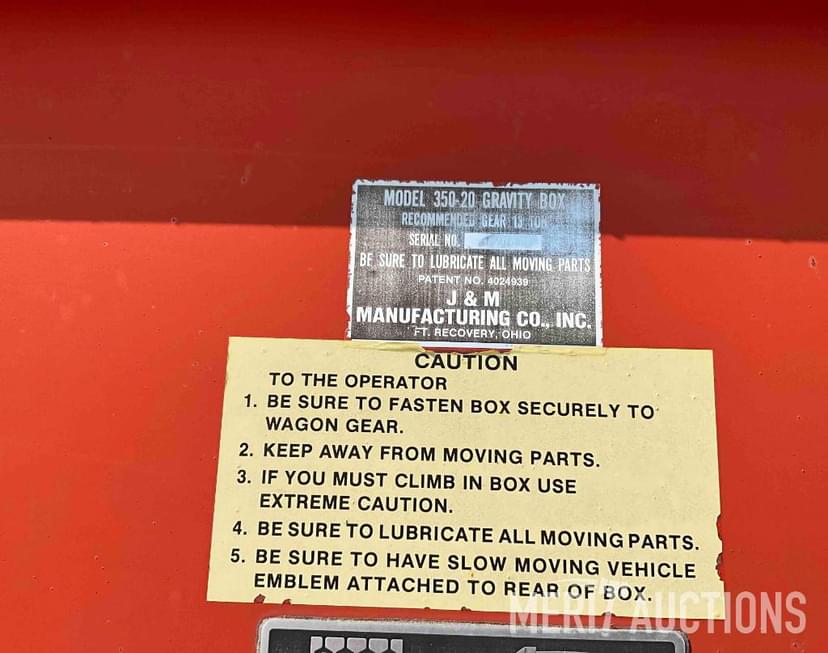 MODEL 350-20 GRAVITY BOX
RECOMMENDED GEAR 13 TON
SERIAL NO.
BE SURE TO LUBRICATE ALL MOVING PARTS
PATENT NO. 4024939
J & M
MANUFACTURING CO., INC.
FT. RECOVERY, OHIO
CAUTION
TO THE OPERATOR
1. BE SURE TO FASTEN BOX SECURELY TO
WAGON GEAR.
2. KEEP AWAY FROM MOVING PARTS.
3. IF YOU MUST CLIMB IN BOX USE
EXTREME CAUTION.
4. BE SURE TO LUBRICATE ALL MOVING PARTS.
5. BE SURE TO HAVE SLOW MOVING VEHICLE
EMBLEM ATTACHED TO REAR OF BOX.
MERIT AUCTIONS